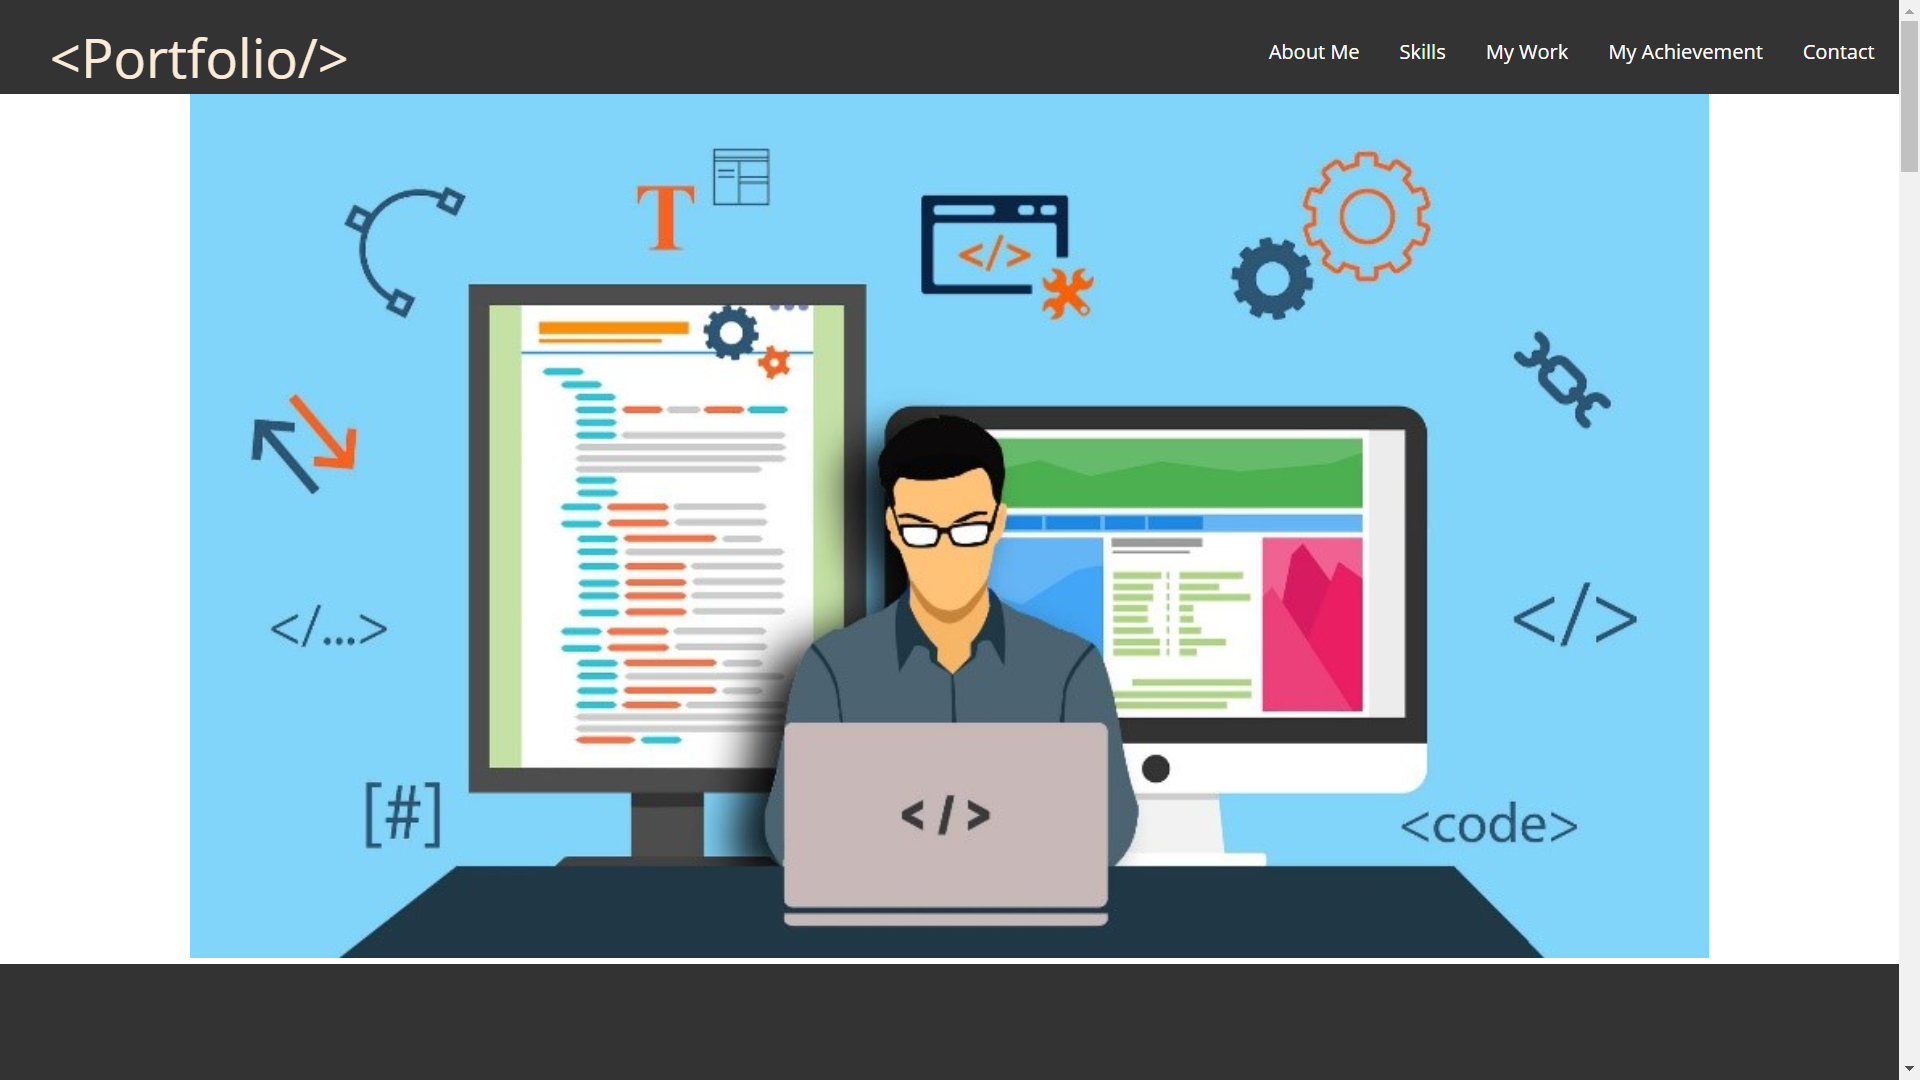 <Portfolio/>
About Me
Skills
My Work
My Achievement
Contact
T
</>
</...>
</>
[#]
</>
<code>